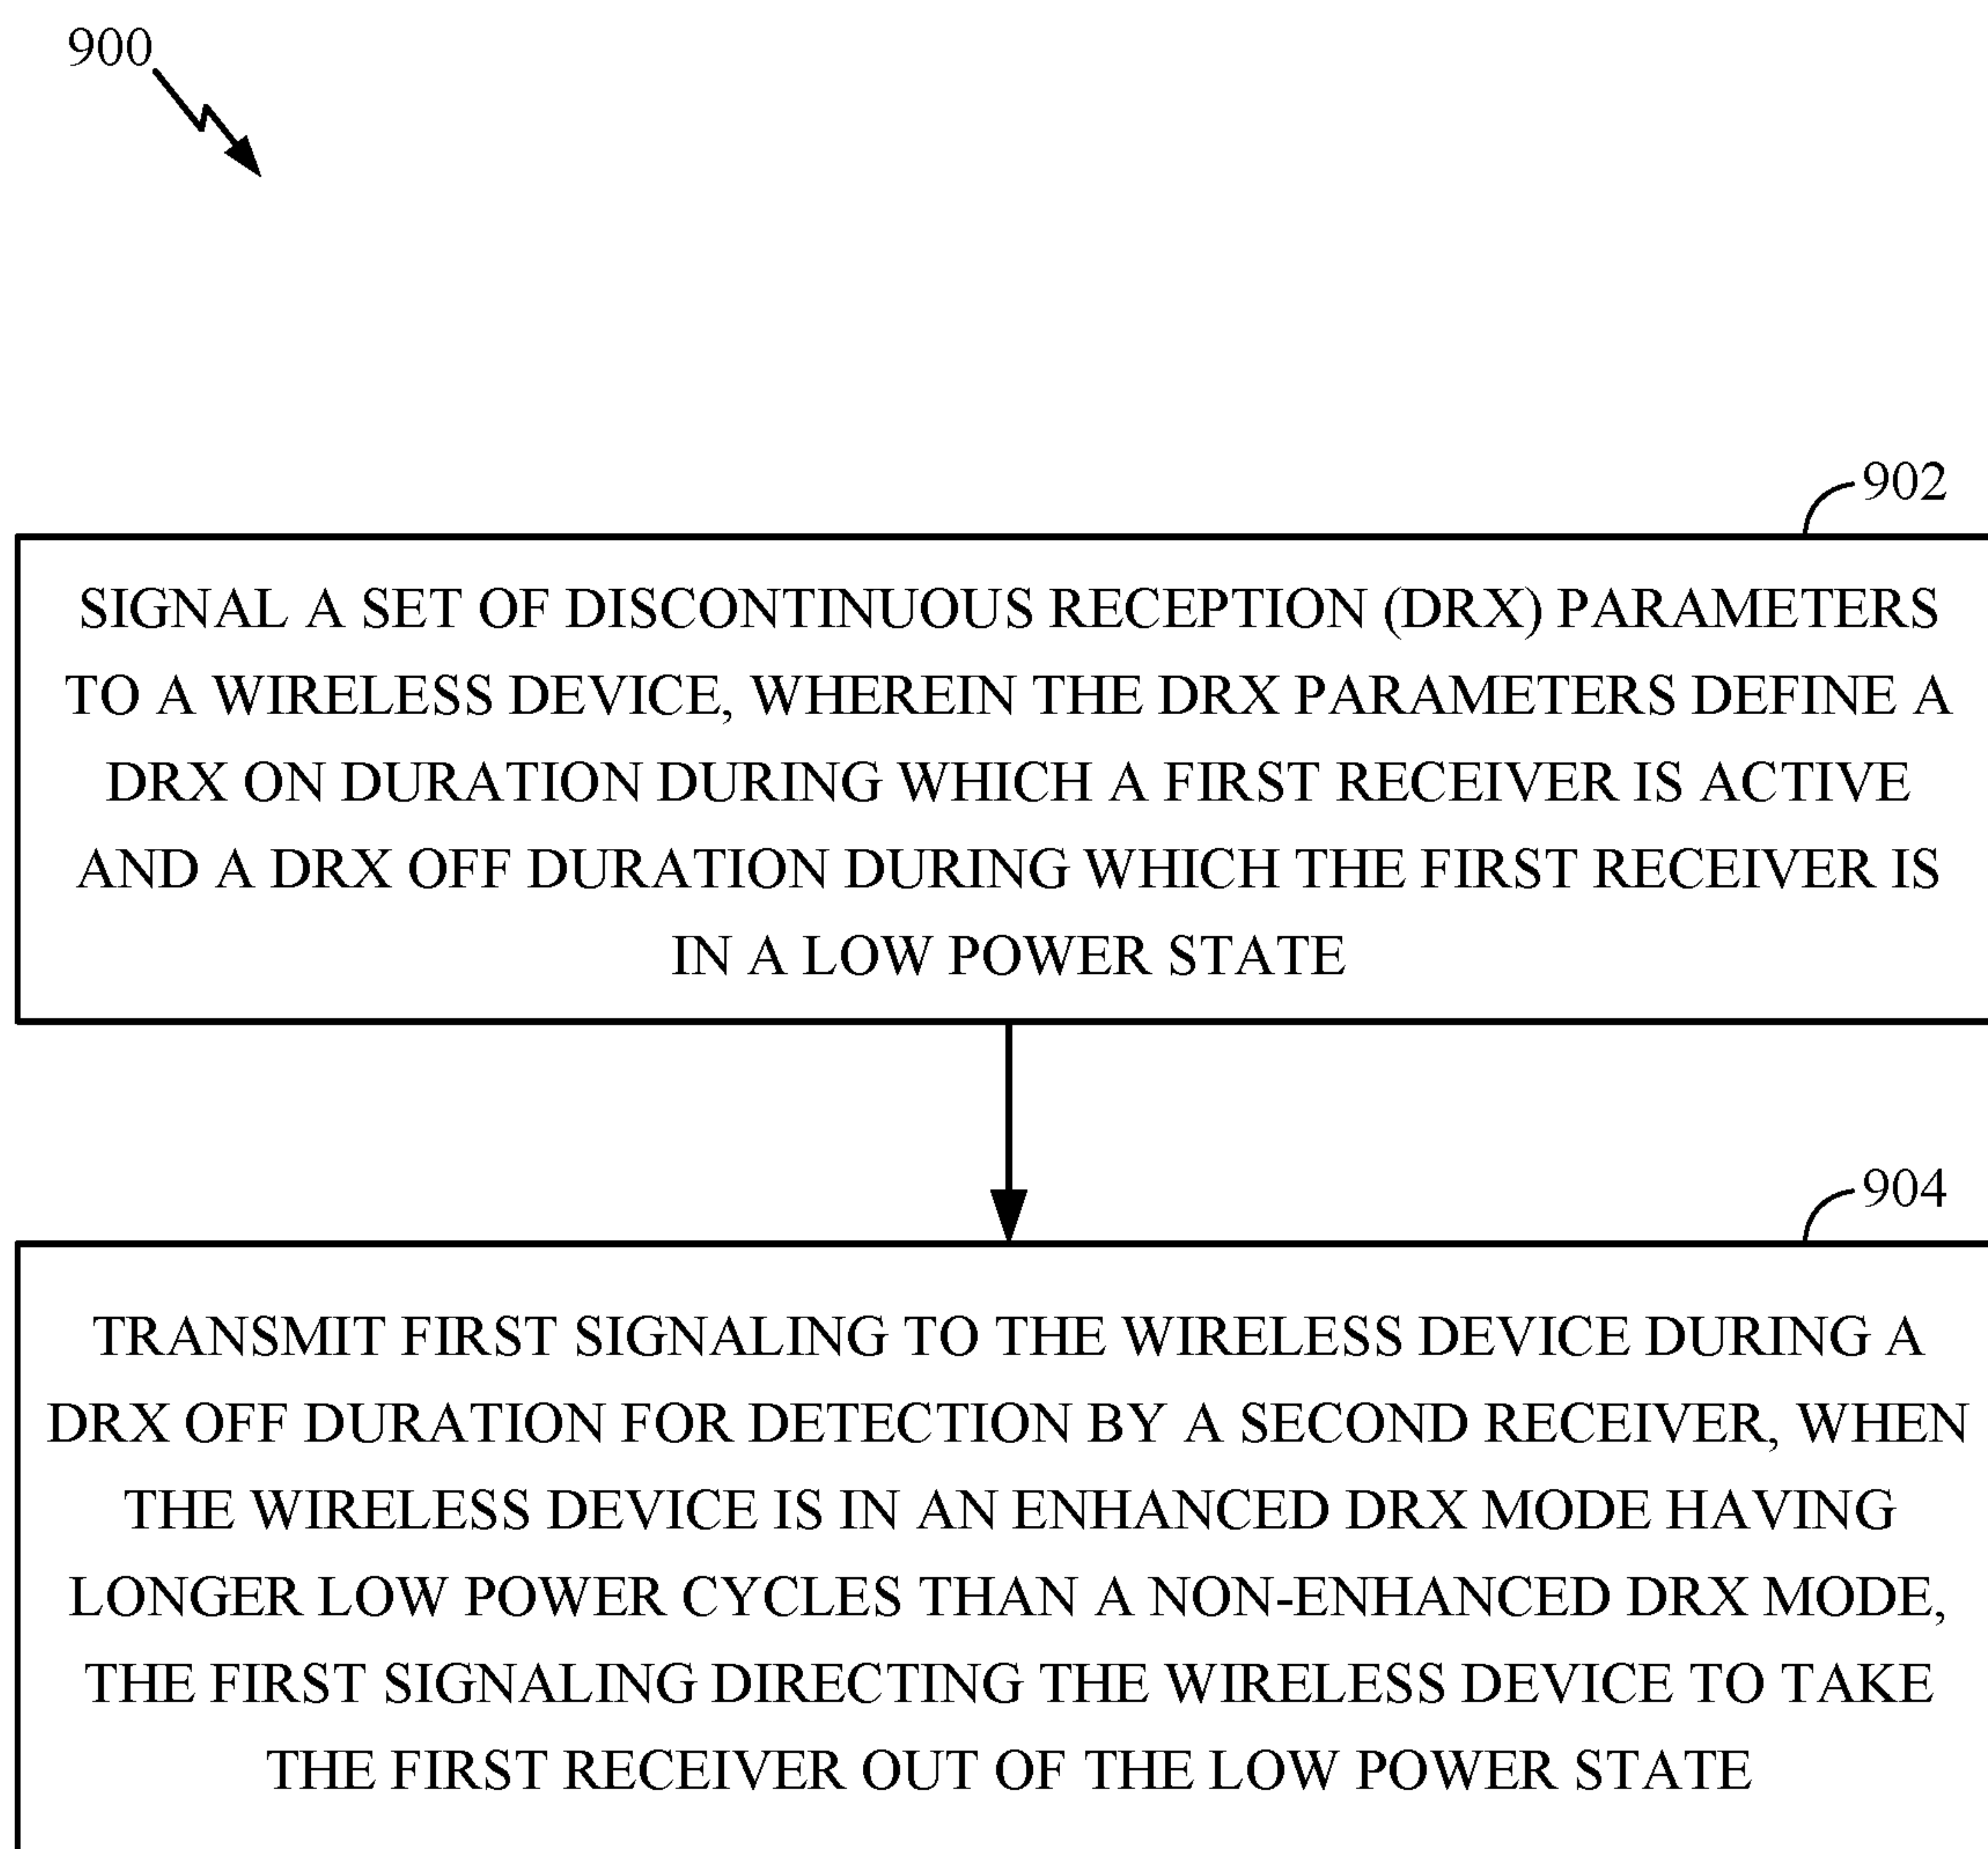 900
902
SIGNAL A SET OF DISCONTINUOUS RECEPTION (DRX) PARAMETERS
TO A WIRELESS DEVICE, WHEREIN THE DRX PARAMETERS DEFINE A
DRX ON DURATION DURING WHICH A FIRST RECEIVER IS ACTIVE
AND A DRX OFF DURATION DURING WHICH THE FIRST RECEIVER IS
IN A LOW POWER STATE
904
TRANSMIT FIRST SIGNALING TO THE WIRELESS DEVICE DURING A
DRX OFF DURATION FOR DETECTION BY A SECOND RECEIVER, WHEN
THE WIRELESS DEVICE IS IN AN ENHANCED DRX MODE HAVING
LONGER LOW POWER CYCLES THAN A NON-ENHANCED DRX MODE,
THE FIRST SIGNALING DIRECTING THE WIRELESS DEVICE TO TAKE
THE FIRST RECEIVER OUT OF THE LOW POWER STATE